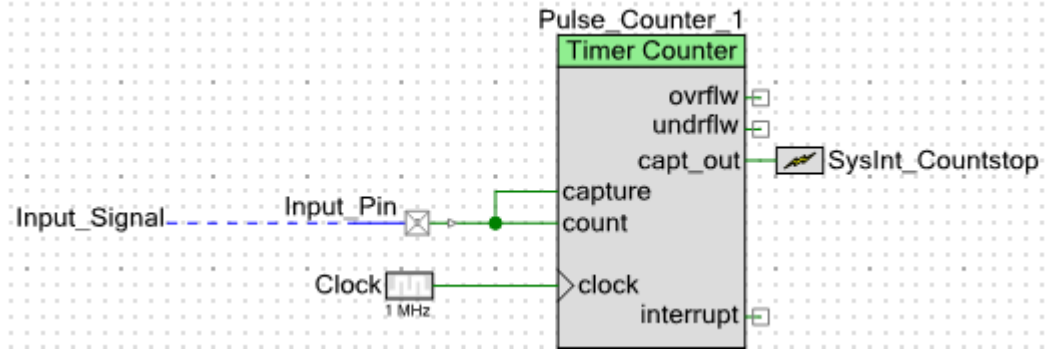 Pulse_Counter_1
Timer Counter
ovrflw
undrflw
capt_out
SysInt_Countstop
capture
Input_Signal
Input_Pin
count
Clock
1 MHz
clock
interrupt